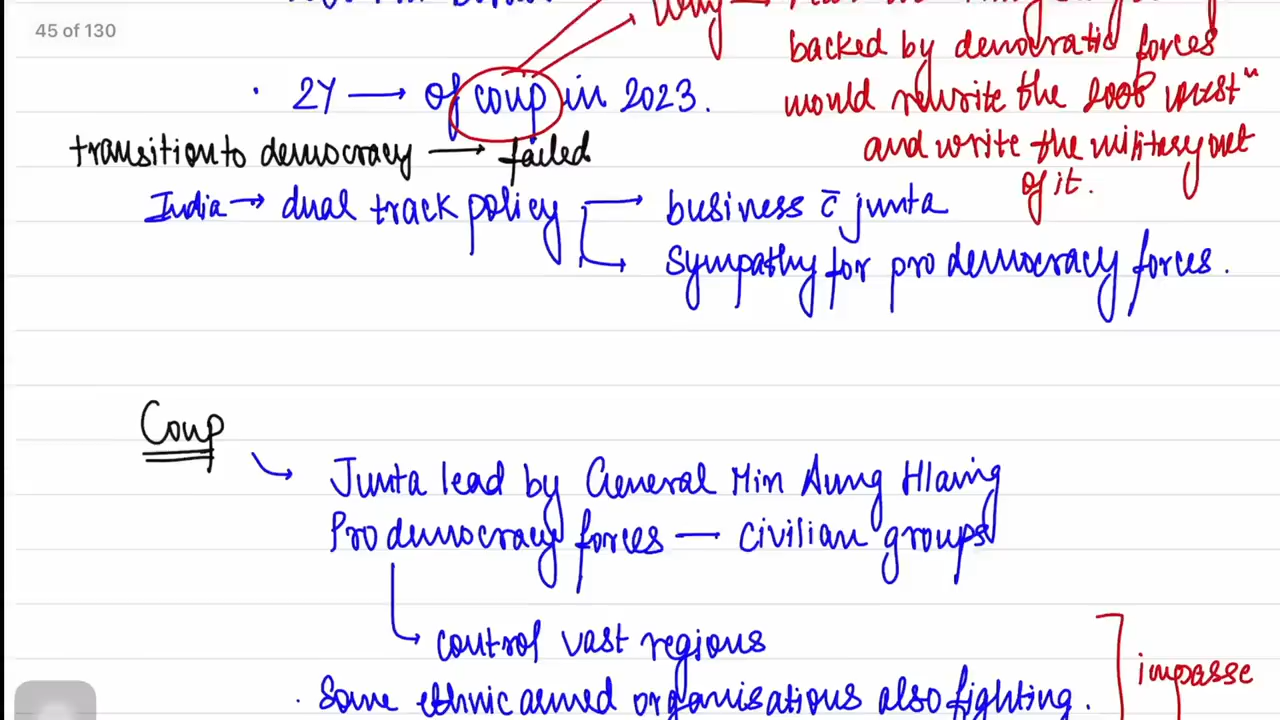 45 of 130
Why →
backed by democratic forces
would rewrite the 2008 const"
and write the military out
of it.
· 2Y → of coup in 2023.
transition to democracy → failed
India → dual track policy → business c̄ junta
→ sympathy for pro democracy forces.
Coup
Junta lead by General Min Aung Hlaing
Pro democracy forces — civilian groups
control vast regions
· Some ethnic armed organisations also fighting.
impasse